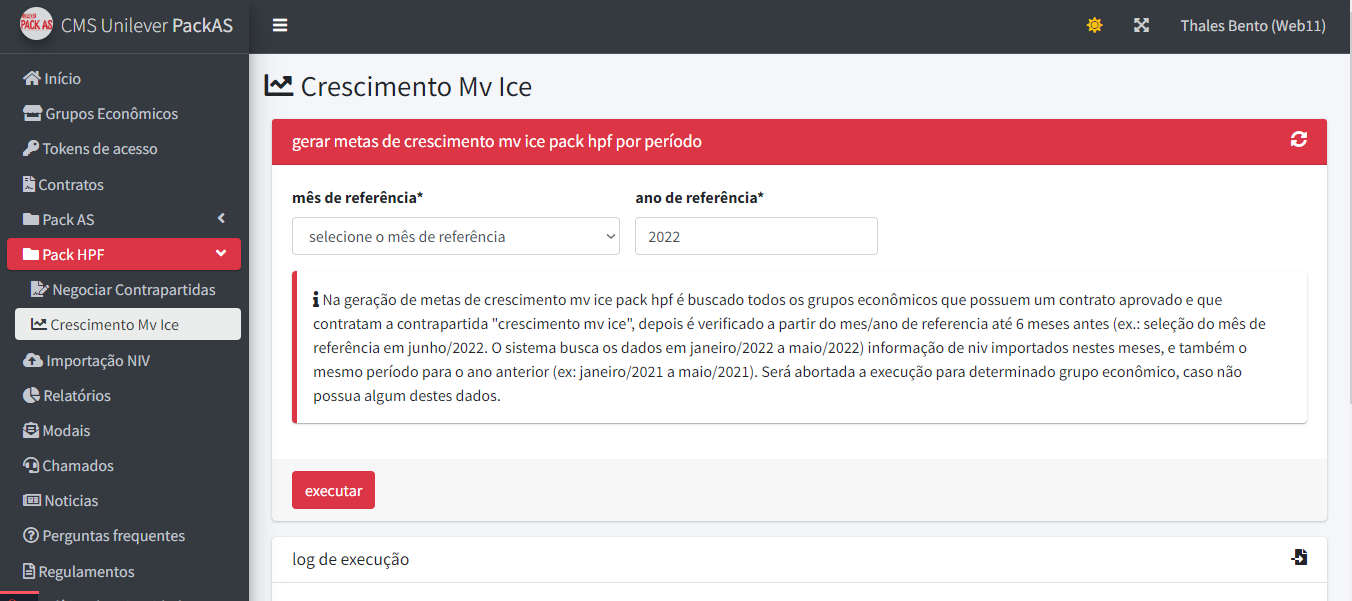 PACK AS
CMS Unilever PackAS
Thales Bento (Web11)
Início
Grupos Econômicos
Tokens de acesso
Contratos
Pack AS
Pack HPF
Negociar Contrapartidas
Crescimento Mv Ice
Importação NIV
Relatórios
Modais
Chamados
Noticias
Perguntas frequentes
Regulamentos
Crescimento Mv Ice
gerar metas de crescimento mv ice pack hpf por período
mês de referência*
ano de referência*
selecione o mês de referência
2022
Na geração de metas de crescimento mv ice pack hpf é buscado todos os grupos econômicos que possuem um contrato aprovado e que
contratam a contrapartida "crescimento mv ice", depois é verificado a partir do mes/ano de referencia até 6 meses antes (ex.: seleção do mês de
referência em junho/2022. O sistema busca os dados em janeiro/2022 a maio/2022) informação de niv importados nestes meses, e também o
mesmo período para o ano anterior (ex: janeiro/2021 a maio/2021). Será abortada a execução para determinado grupo econômico, caso não
possua algum destes dados.
executar
log de execução